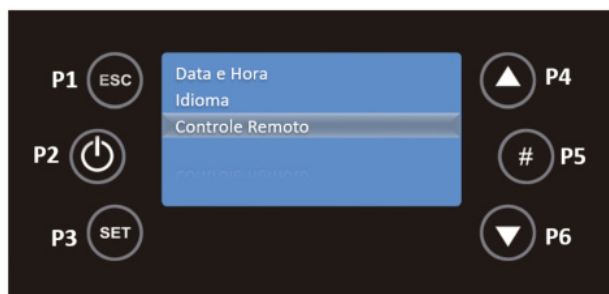 P1 ESC
Data e Hora
Idioma
Controle Remoto
P4
P2
# P5
P3 SET
P6